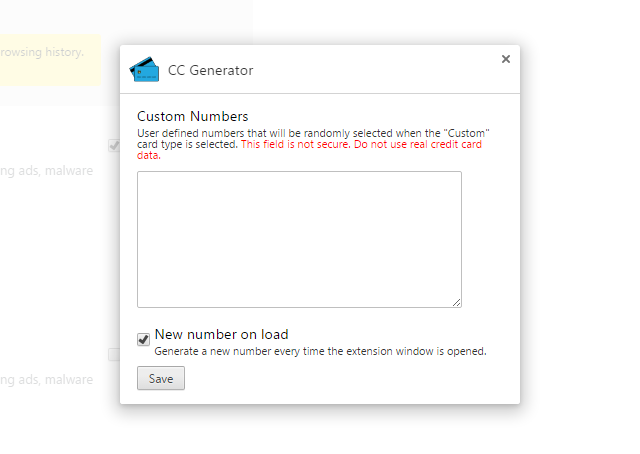 rowsing history.
CC Generator
Custom Numbers
User defined numbers that will be randomly selected when the "Custom"
card type is selected. This field is not secure. Do not use real credit card
data.
ng ads, malware
New number on load
Generate a new number every time the extension window is opened.
Save
ng ads, malware